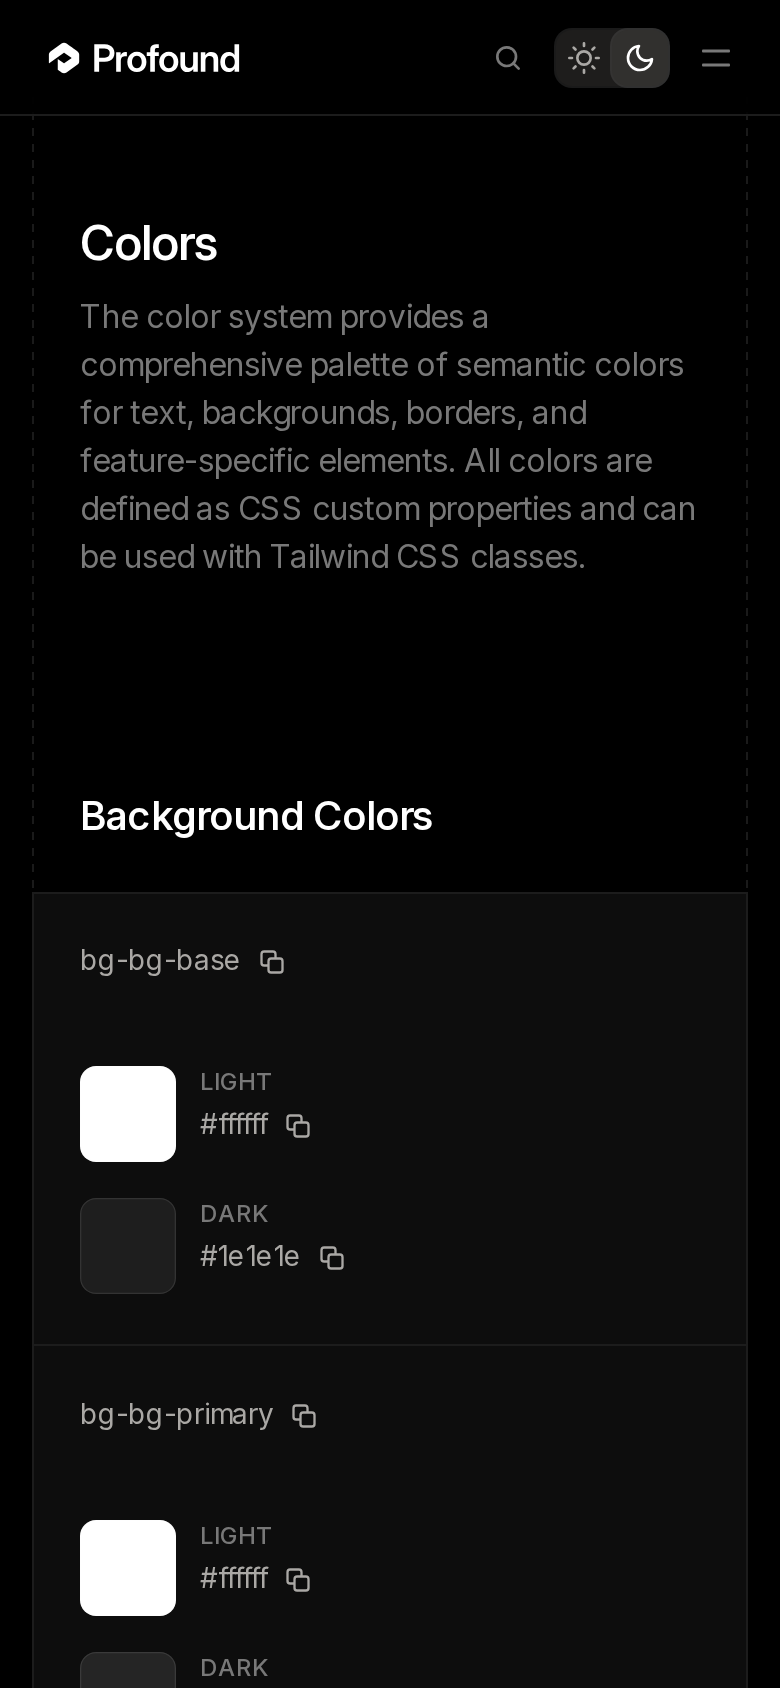 Profound
Colors
The color system provides a
comprehensive palette of semantic colors
for text, backgrounds, borders, and
feature-specific elements. All colors are
defined as CSS custom properties and can
be used with Tailwind CSS classes.
Background Colors
bg-bg-base
LIGHT
#ffffff
DARK
#1e1e1e
bg-bg-primary
LIGHT
#ffffff
DARK